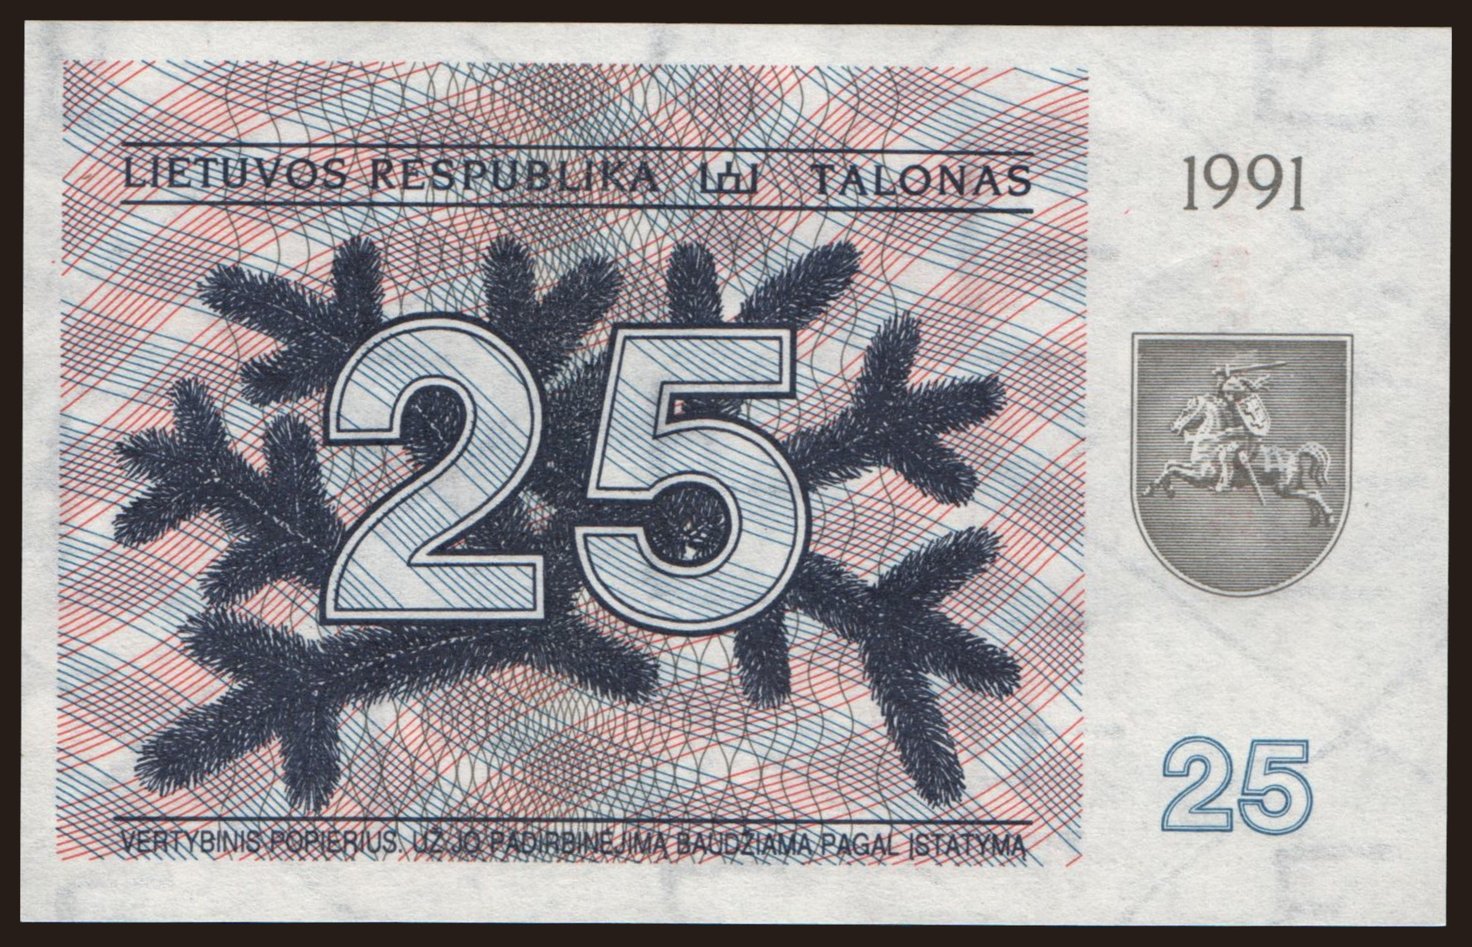 LIETUVOS RESPUBLIKA TALONAS
1991
25
25
VERTYBINIS POPIERIUS. UŽ JO PADIRBINĖJIMĄ BAUDŽIAMA PAGAL ĮSTATYMĄ